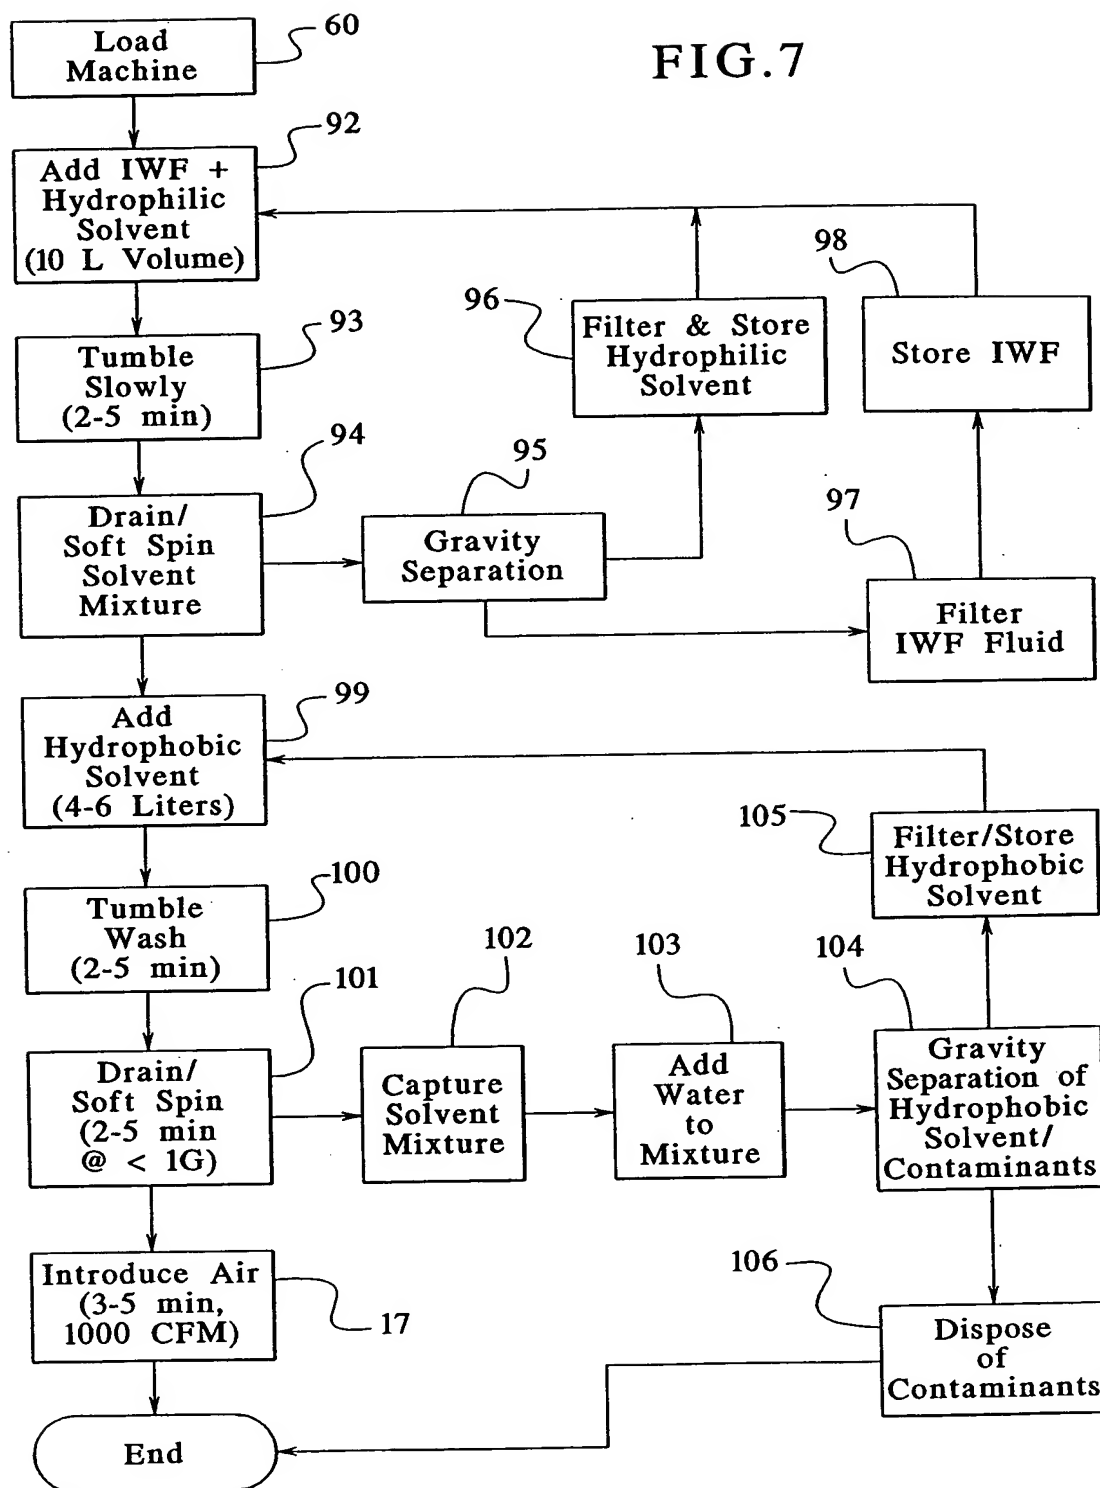 FIG.7
Load
Machine
60
Add IWF +
Hydrophilic
Solvent
(10 L Volume)
92
Tumble
Slowly
(2-5 min)
93
Drain/
Soft Spin
Solvent
Mixture
94
Gravity
Separation
95
Filter & Store
Hydrophilic
Solvent
96
Filter
IWF Fluid
97
Store IWF
98
Add
Hydrophobic
Solvent
(4-6 Liters)
99
Tumble
Wash
(2-5 min)
100
Drain/
Soft Spin
(2-5 min
@ < 1G)
101
Capture
Solvent
Mixture
102
Add
Water
to
Mixture
103
Gravity
Separation of
Hydrophobic
Solvent/
Contaminants
104
Filter/Store
Hydrophobic
Solvent
105
Dispose
of
Contaminants
106
Introduce Air
(3-5 min,
1000 CFM)
17
End